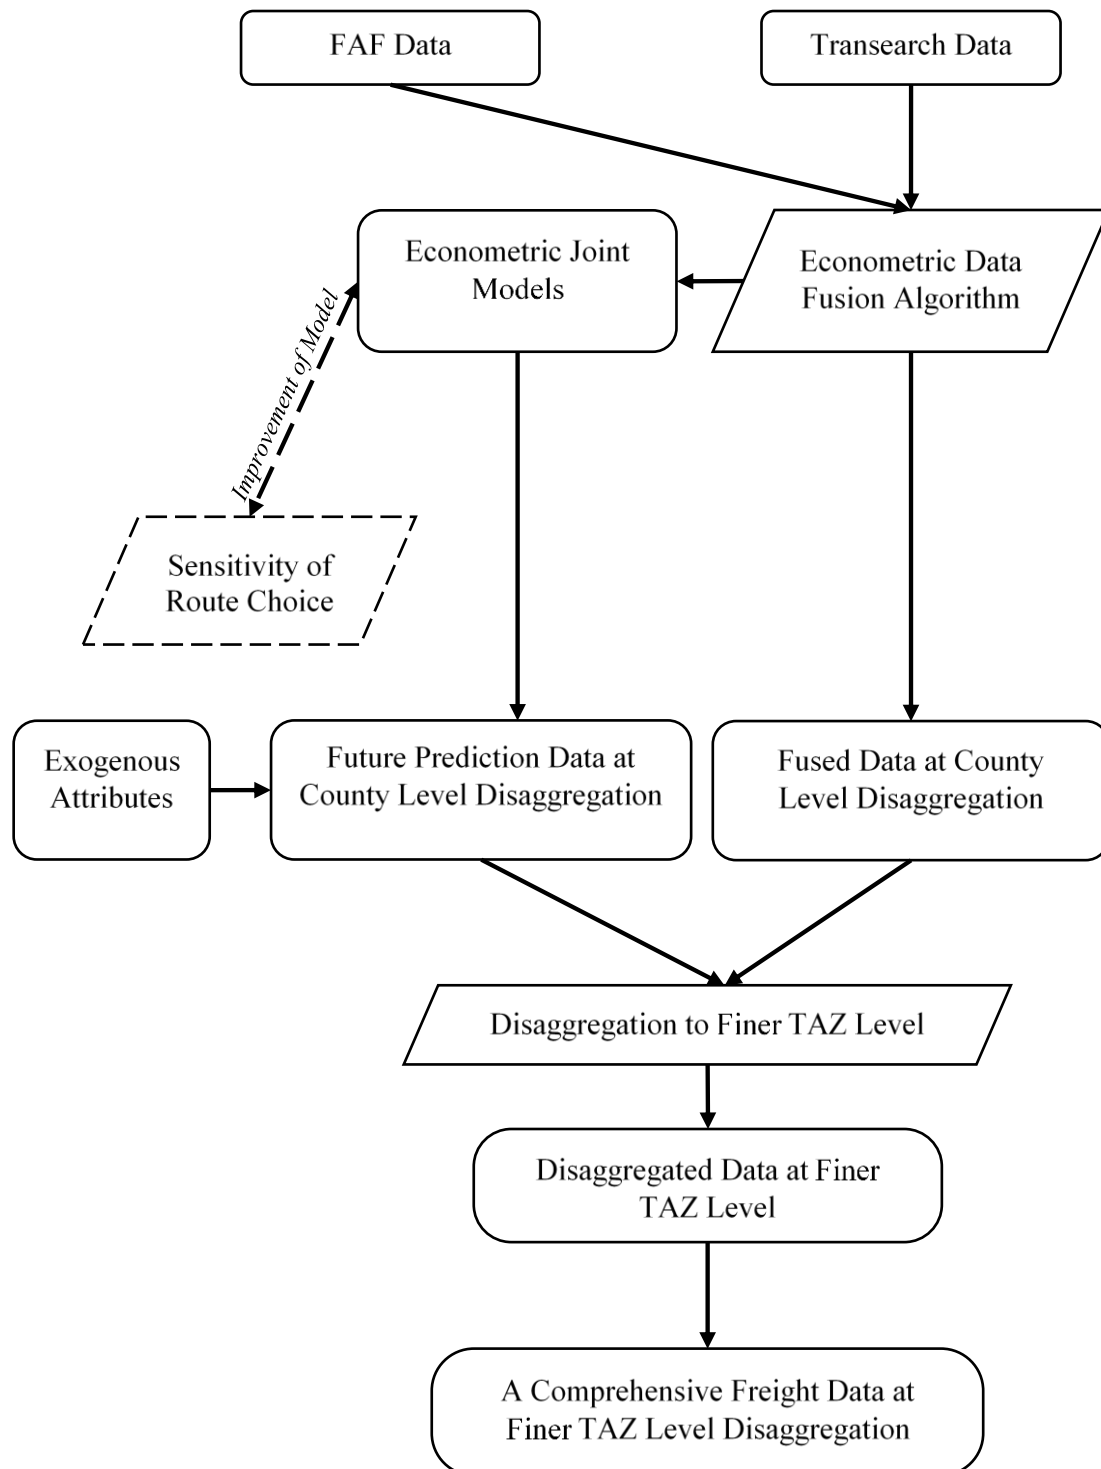 FAF Data
Transearch Data
Econometric Joint
Models
Econometric Data
Fusion Algorithm
Improvement of Model
Sensitivity of
Route Choice
Exogenous
Attributes
Future Prediction Data at
County Level Disaggregation
Fused Data at County
Level Disaggregation
Disaggregation to Finer TAZ Level
Disaggregated Data at Finer
TAZ Level
A Comprehensive Freight Data at
Finer TAZ Level Disaggregation